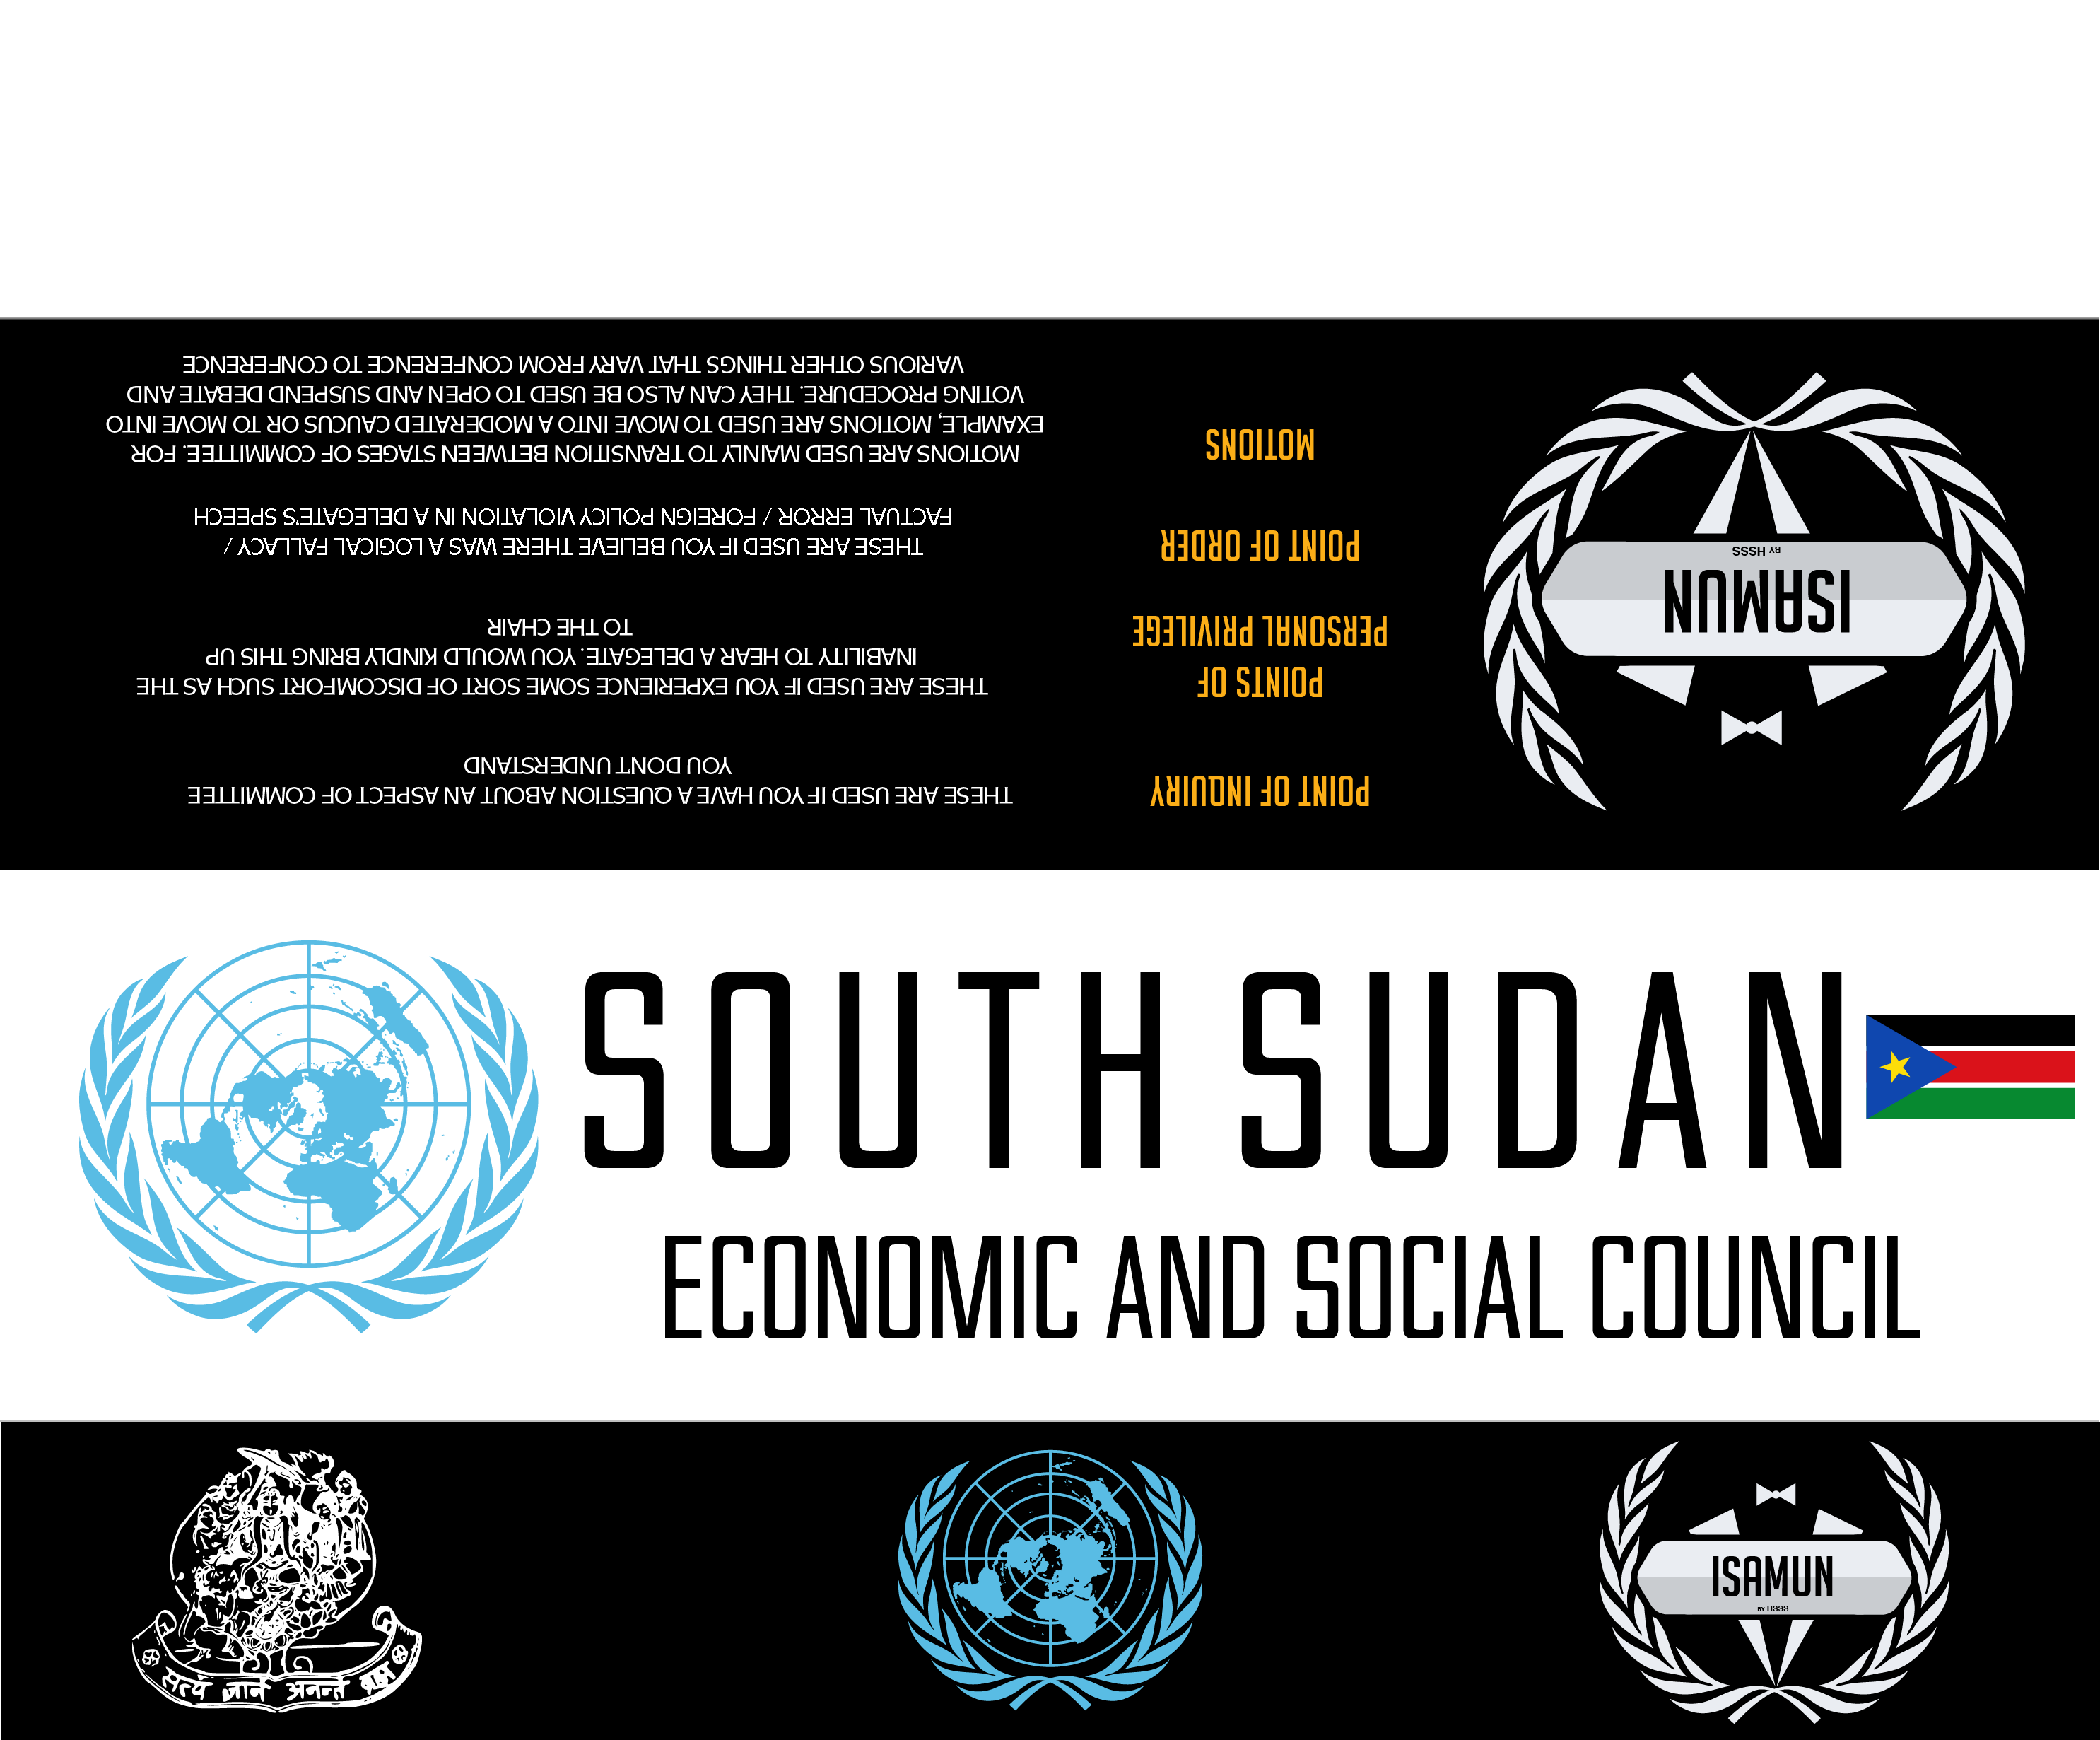 ISAMUN
BY HSSS
POINT OF INQUIRY
THESE ARE USED IF YOU HAVE A QUESTION ABOUT AN ASPECT OF COMMITTEE
YOU DON'T UNDERSTAND
POINTS OF
PERSONAL PRIVILEGE
THESE ARE USED IF YOU EXPERIENCE SOME SORT OF DISCOMFORT SUCH AS THE
INABILITY TO HEAR A DELEGATE. YOU WOULD KINDLY BRING THIS UP
TO THE CHAIR
POINT OF ORDER
THESE ARE USED IF YOU BELIEVE THERE WAS A LOGICAL FALLACY /
FACTUAL ERROR / FOREIGN POLICY VIOLATION IN A DELEGATE'S SPEECH
MOTIONS
MOTIONS ARE USED MAINLY TO TRANSITION BETWEEN STAGES OF COMMITTEE. FOR
EXAMPLE, MOTIONS ARE USED TO MOVE INTO A MODERATED CAUCUS OR TO MOVE INTO
VOTING PROCEDURE. THEY CAN ALSO BE USED TO OPEN AND SUSPEND DEBATE AND
VARIOUS OTHER THINGS THAT VARY FROM CONFERENCE TO CONFERENCE
SOUTH SUDAN
ECONOMIC AND SOCIAL COUNCIL
सत्यं ज्ञानं अनन्तं ब्रह्म
ISAMUN
BY HSSS